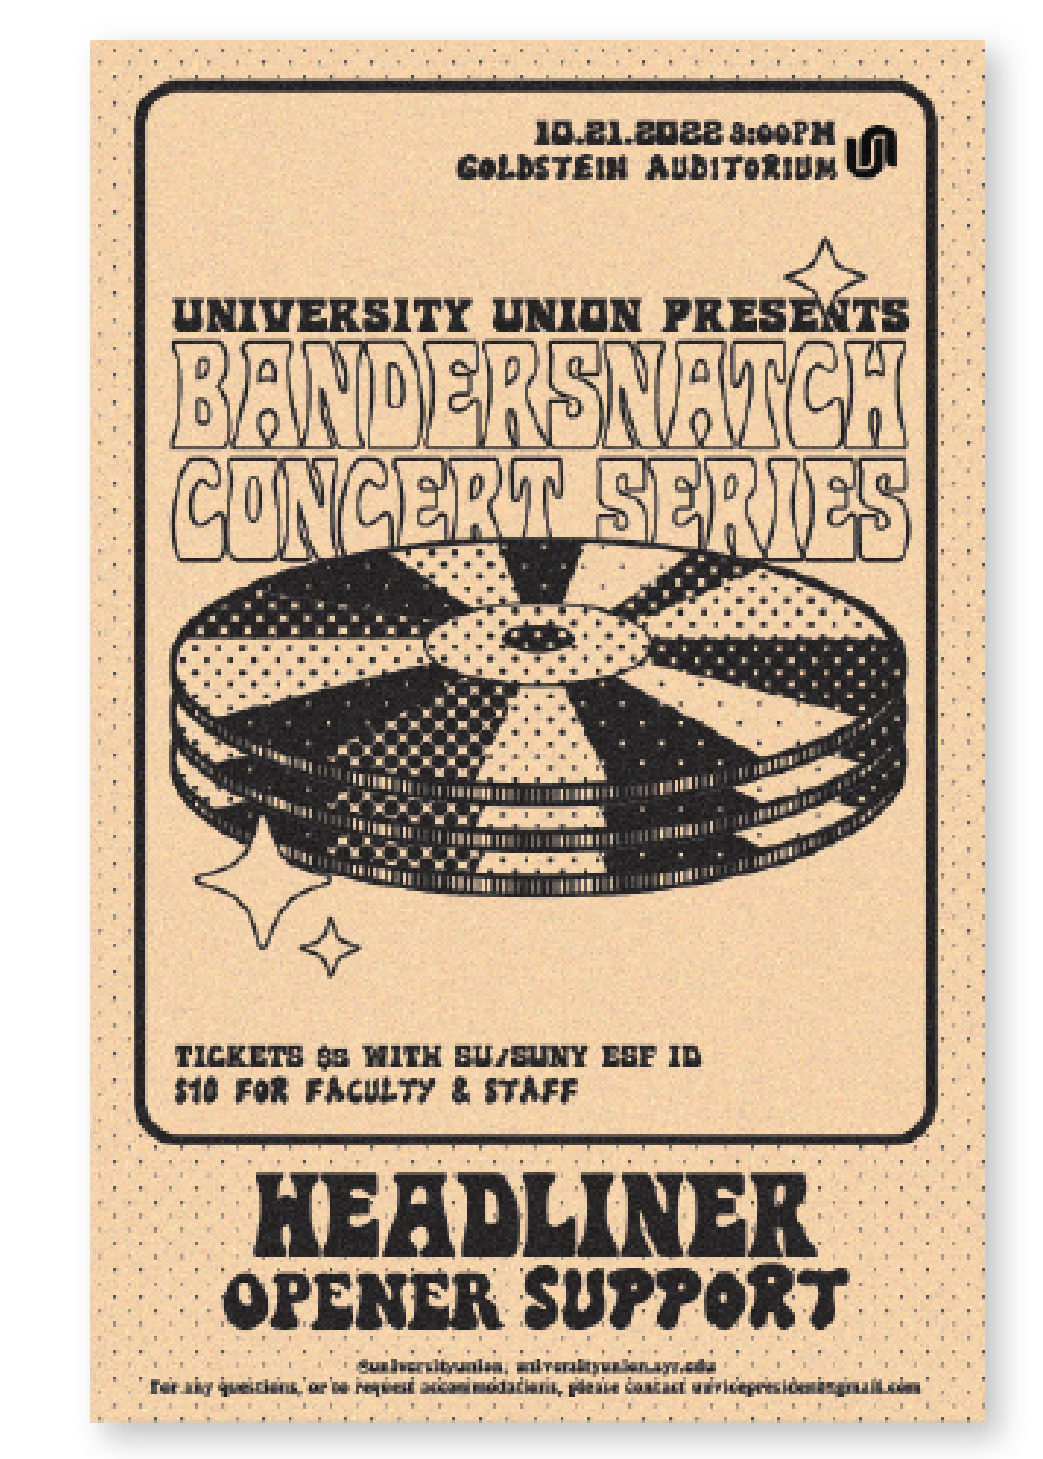 10.21.2022 8:00PM
GOLDSTEIN AUDITORIUM
UNIVERSITY UNION PRESENTS
BANDERSNATCH
CONCERT SERIES
TICKETS $5 WITH SU/SUNY ESF ID
$10 FOR FACULTY & STAFF
HEADLINER
OPENER SUPPORT
@universityunion, universityunion.syr.edu
For any questions, or to request accommodations, please contact uuvicepresident@gmail.com